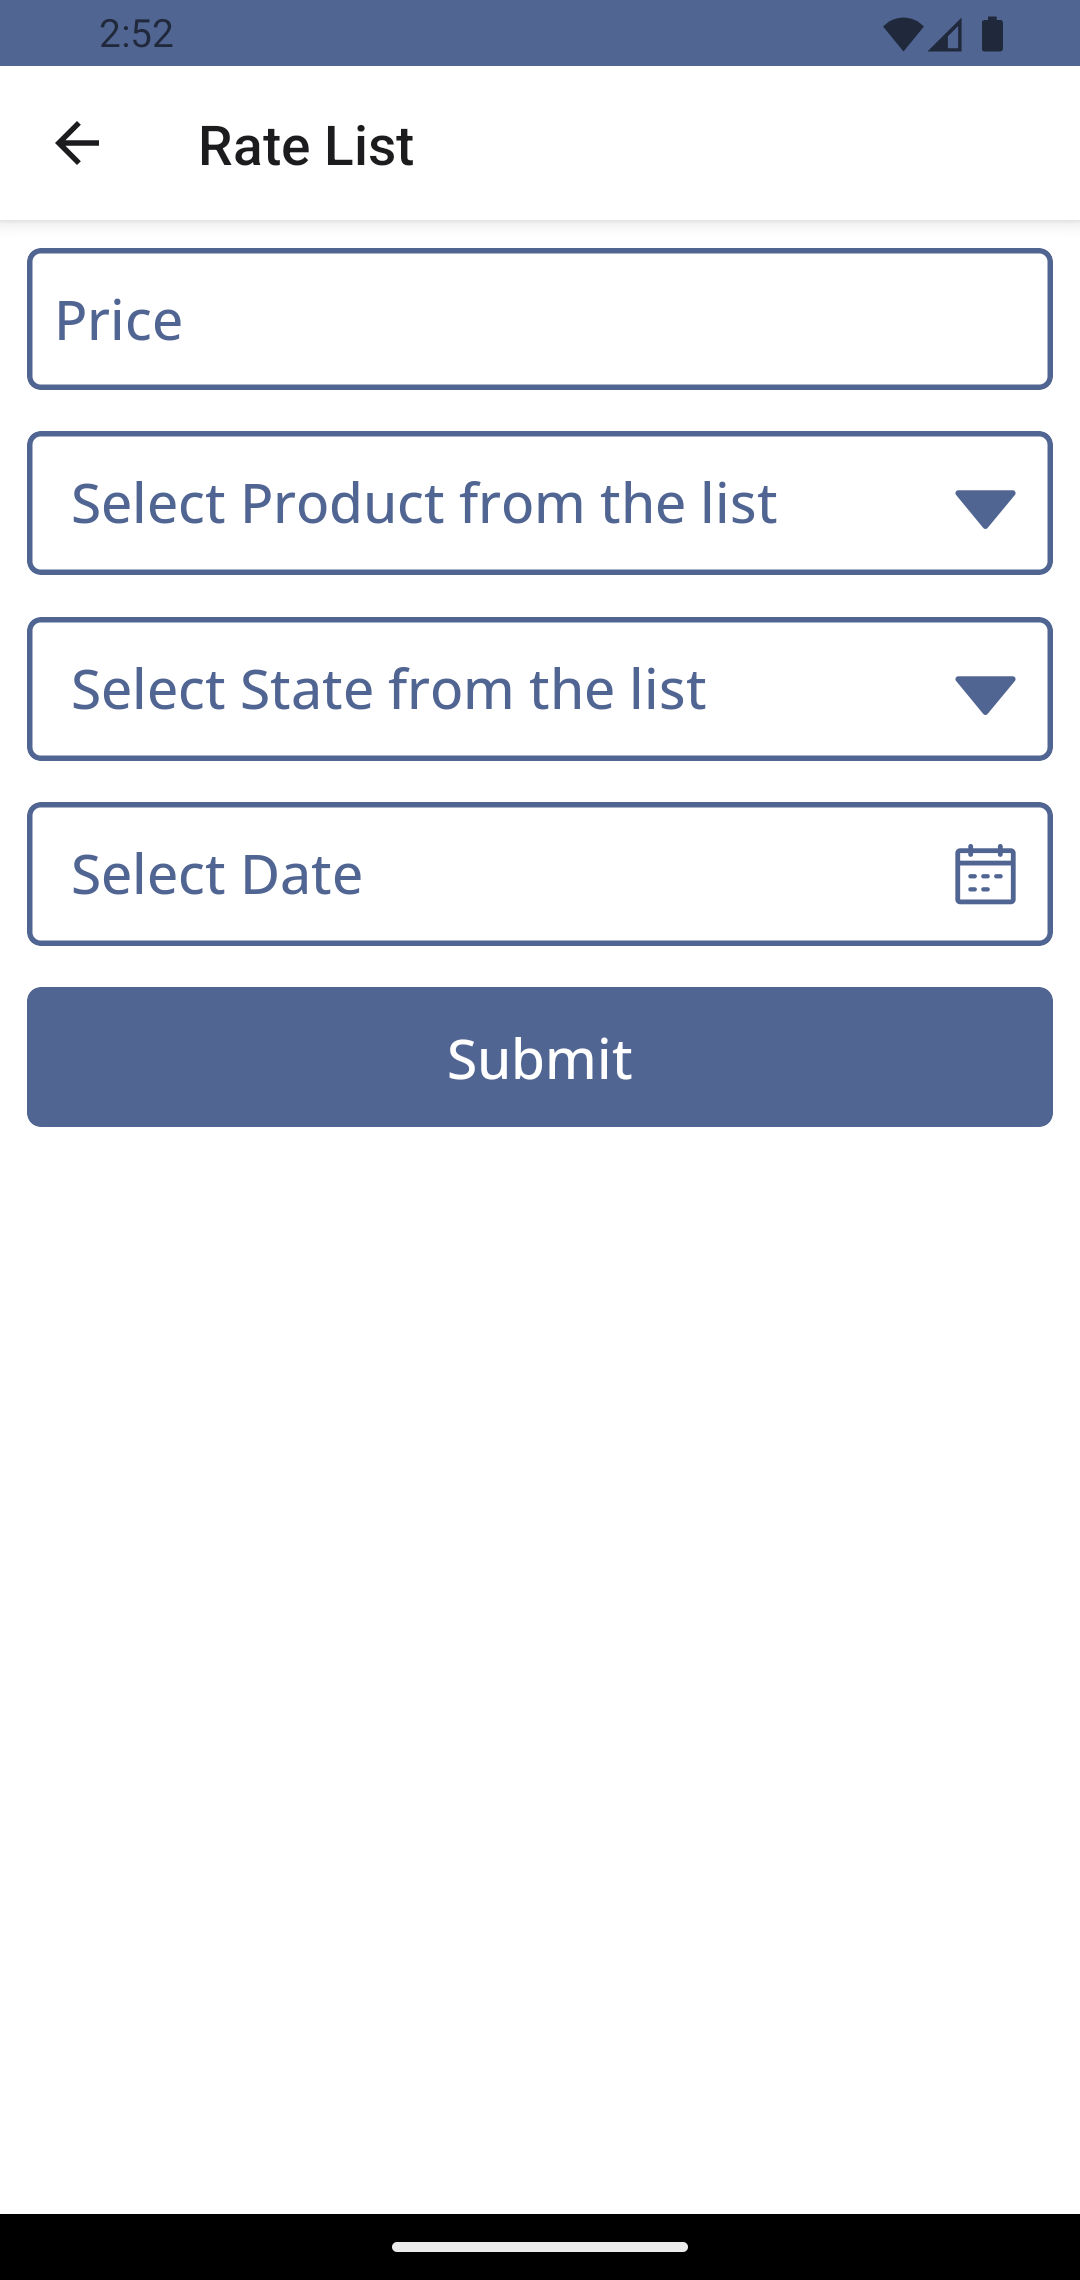 2:52
Rate List
Price
Select Product from the list
Select State from the list
Select Date
Submit